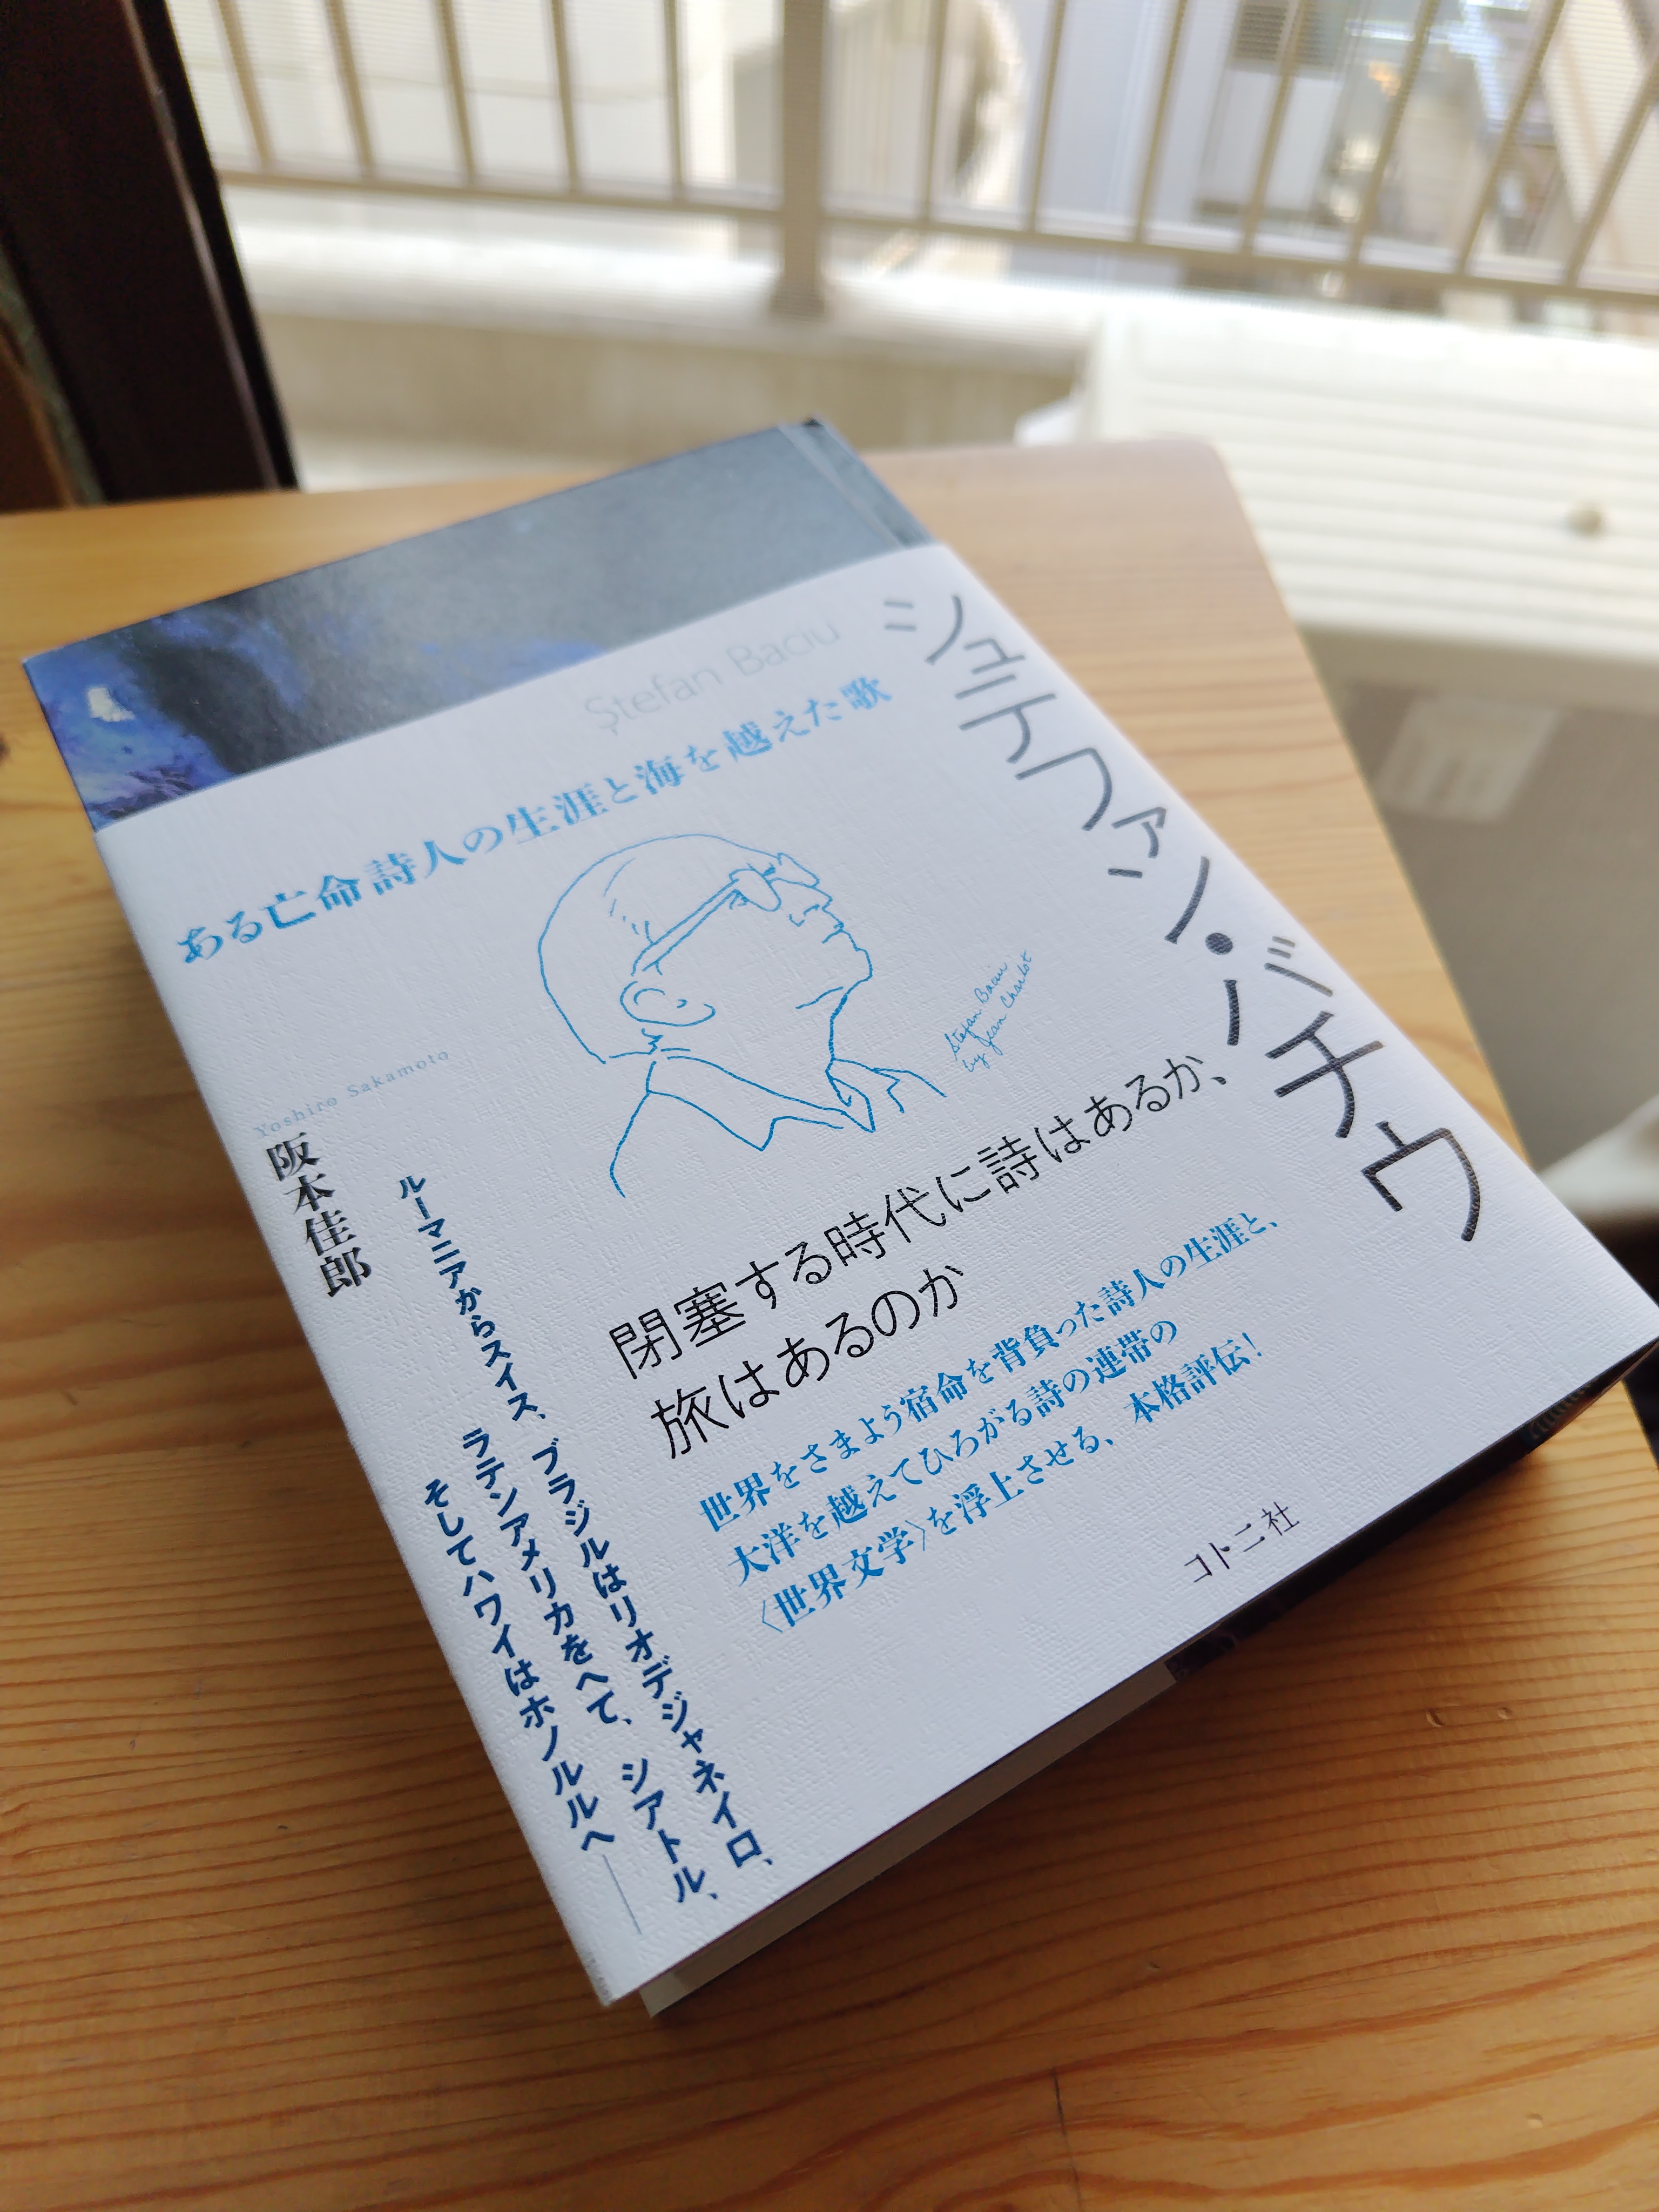 シュテファン・バチウ
Ştefan Baciu
ある亡命詩人の生涯と海を越えた歌
Stefan Baciu
by Jean Charlot
Yoshiro Sakamoto
阪本佳郎
閉塞する時代に詩はあるか、
旅はあるのか
世界をさまよう宿命を背負った詩人の生涯と、
大洋を越えてひろがる詩の連帯の
〈世界文学〉を浮上させる、本格評伝!
ルーマニアからスイス、ブラジルはリオデジャネイロ、
ラテンアメリカをへて、シアトル、
そしてハワイはホノルルへ——
コトニ社